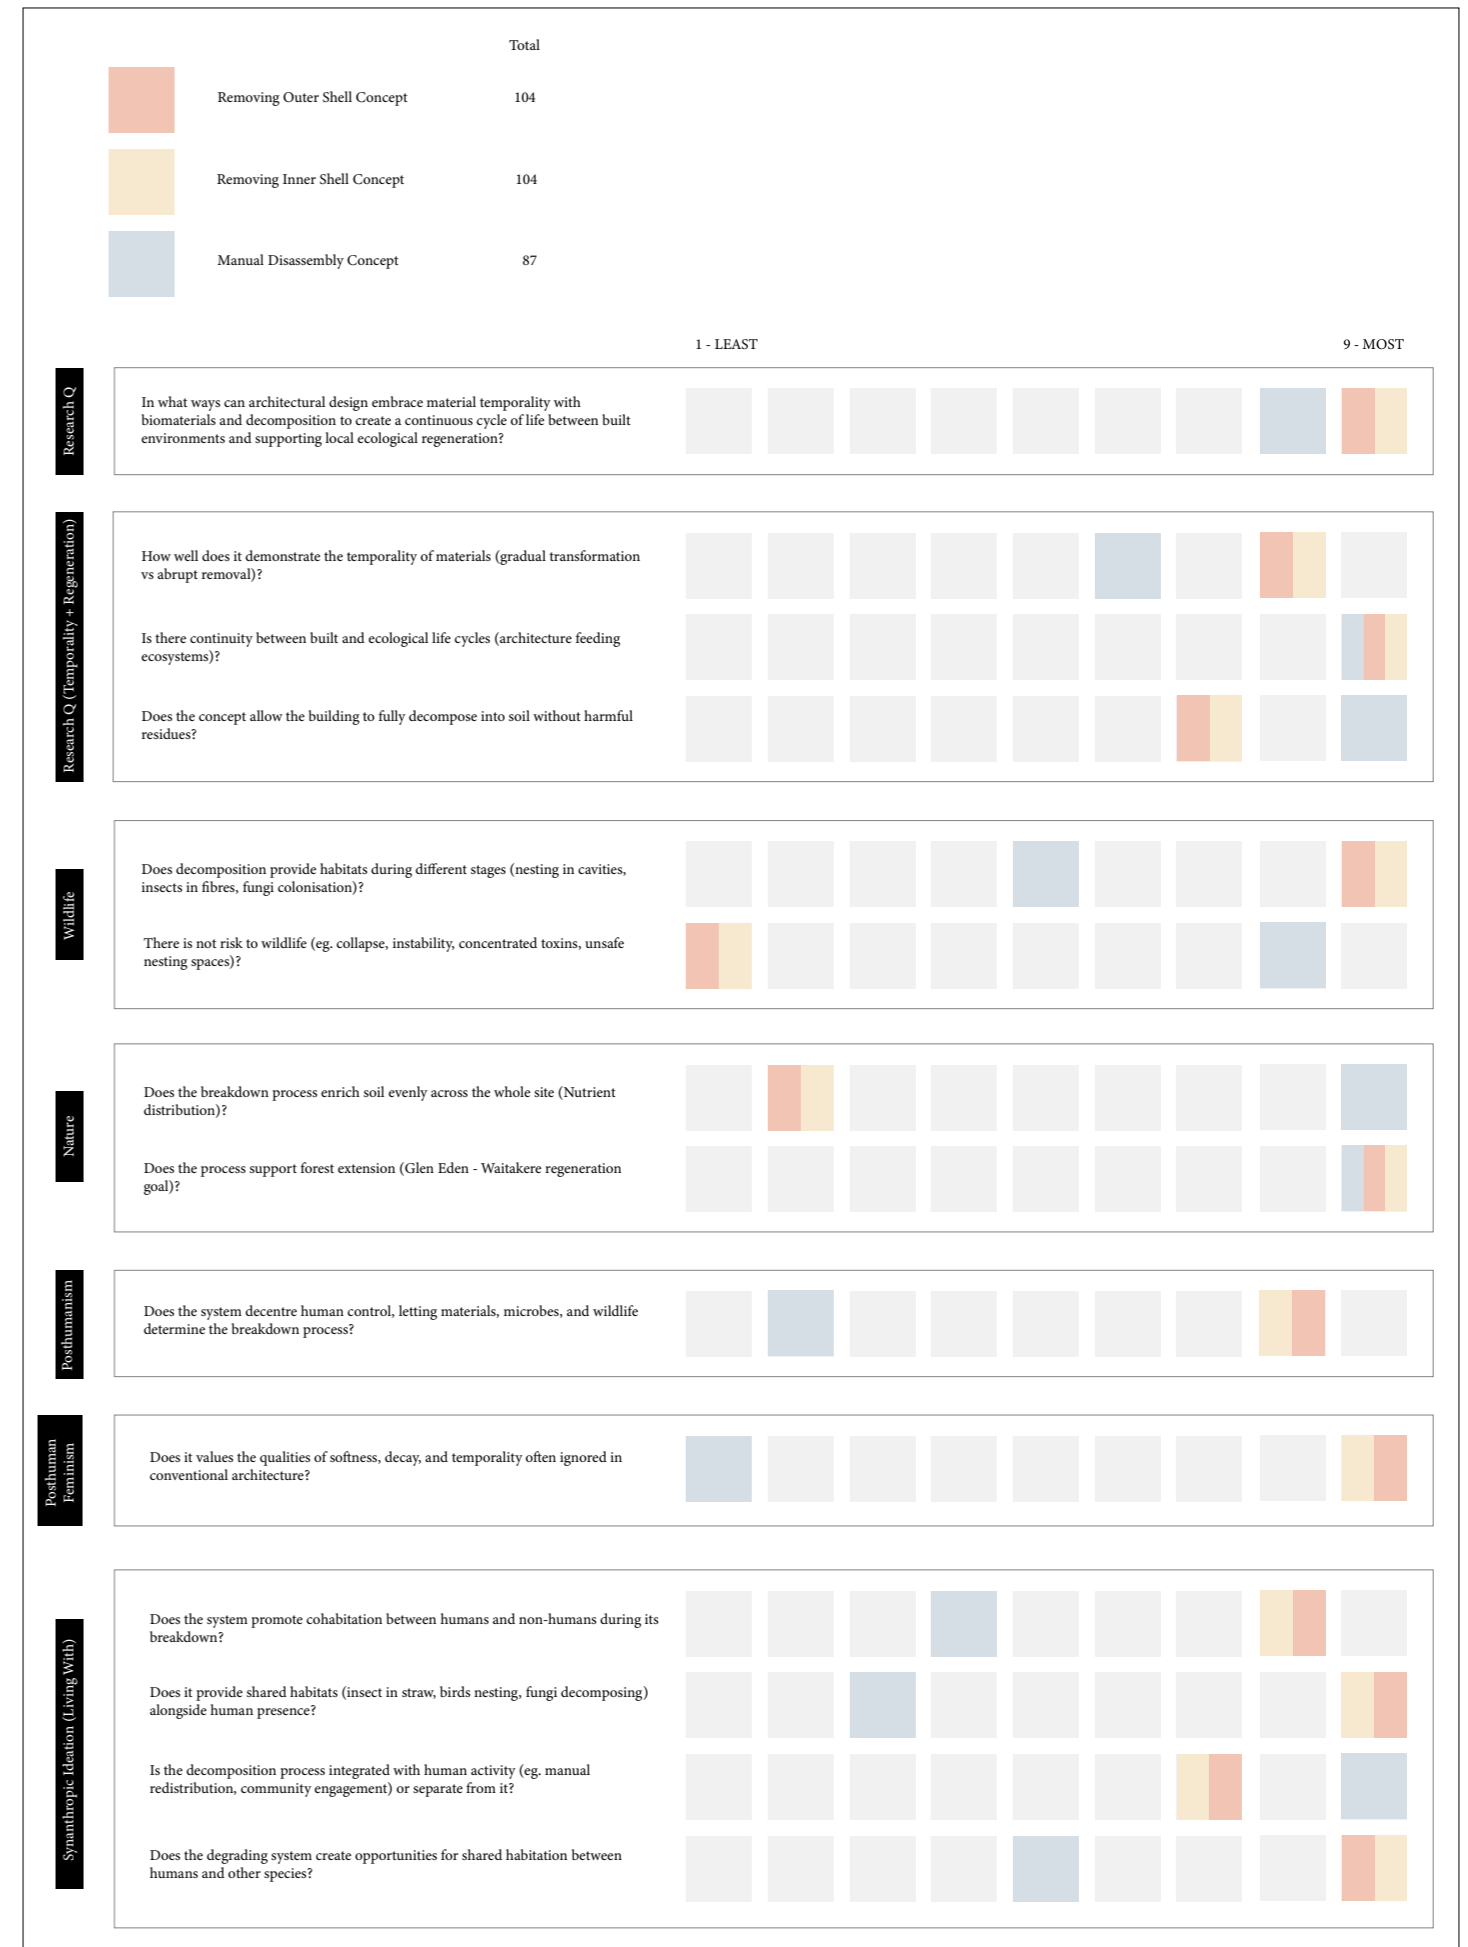 Total
Removing Outer Shell Concept 104
Removing Inner Shell Concept 104
Manual Disassembly Concept 87
1 - LEAST 9 - MOST
Research Q
In what ways can architectural design embrace material temporality with
biomaterials and decomposition to create a continuous cycle of life between built
environments and supporting local ecological regeneration?
Research Q (Temporality + Regeneration)
How well does it demonstrate the temporality of materials (gradual transformation
vs abrupt removal)?
Is there continuity between built and ecological life cycles (architecture feeding
ecosystems)?
Does the concept allow the building to fully decompose into soil without harmful
residues?
Wildlife
Does decomposition provide habitats during different stages (nesting in cavities,
insects in fibres, fungi colonisation)?
There is not risk to wildlife (eg. collapse, instability, concentrated toxins, unsafe
nesting spaces)?
Nature
Does the breakdown process enrich soil evenly across the whole site (Nutrient
distribution)?
Does the process support forest extension (Glen Eden - Waitakere regeneration
goal)?
Posthumanism
Does the system decentre human control, letting materials, microbes, and wildlife
determine the breakdown process?
Posthuman
Feminism
Does it values the qualities of softness, decay, and temporality often ignored in
conventional architecture?
Synanthropic Ideation (Living With)
Does the system promote cohabitation between humans and non-humans during its
breakdown?
Does it provide shared habitats (insect in straw, birds nesting, fungi decomposing)
alongside human presence?
Is the decomposition process integrated with human activity (eg. manual
redistribution, community engagement) or separate from it?
Does the degrading system create opportunities for shared habitation between
humans and other species?